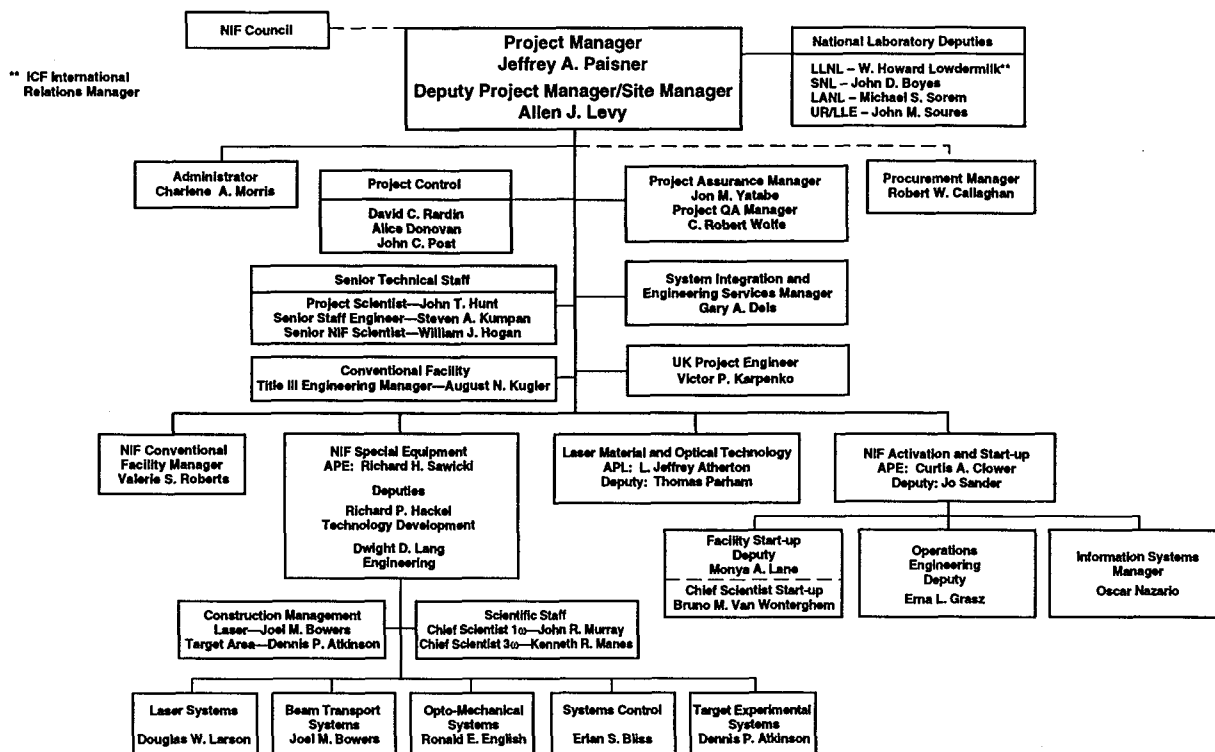 NIF Council
Project Manager
Jeffrey A. Paisner
Deputy Project Manager/Site Manager
Allen J. Levy
National Laboratory Deputies
LLNL – W. Howard Lowdermilk**
SNL – John D. Boyes
LANL – Michael S. Sorem
UR/LLE – John M. Soures
** ICF International
Relations Manager
Administrator
Charlene A. Morris
Project Control
David C. Rardin
Alice Donovan
John C. Post
Project Assurance Manager
Jon M. Yatabe
Project QA Manager
C. Robert Wolfe
Procurement Manager
Robert W. Callaghan
Senior Technical Staff
Project Scientist—John T. Hunt
Senior Staff Engineer—Steven A. Kumpan
Senior NIF Scientist—William J. Hogan
System Integration and
Engineering Services Manager
Gary A. Deis
Conventional Facility
Title III Engineering Manager—August N. Kugler
UK Project Engineer
Victor P. Karpenko
NIF Conventional
Facility Manager
Valerie S. Roberts
NIF Special Equipment
APE: Richard H. Sawicki
Deputies
Richard P. Hackel
Technology Development
Dwight D. Lang
Engineering
Laser Material and Optical Technology
APL: L. Jeffrey Atherton
Deputy: Thomas Parham
NIF Activation and Start-up
APE: Curtis A. Clower
Deputy: Jo Sander
Facility Start-up
Deputy
Monya A. Lane
Chief Scientist Start-up
Bruno M. Van Wonterghem
Operations
Engineering
Deputy
Erna L. Grasz
Information Systems
Manager
Oscar Nazario
Construction Management
Laser—Joel M. Bowers
Target Area—Dennis P. Atkinson
Scientific Staff
Chief Scientist 1ω—John R. Murray
Chief Scientist 3ω—Kenneth R. Manes
Laser Systems
Douglas W. Larson
Beam Transport
Systems
Joel M. Bowers
Opto-Mechanical
Systems
Ronald E. English
Systems Control
Erlan S. Bliss
Target Experimental
Systems
Dennis P. Atkinson